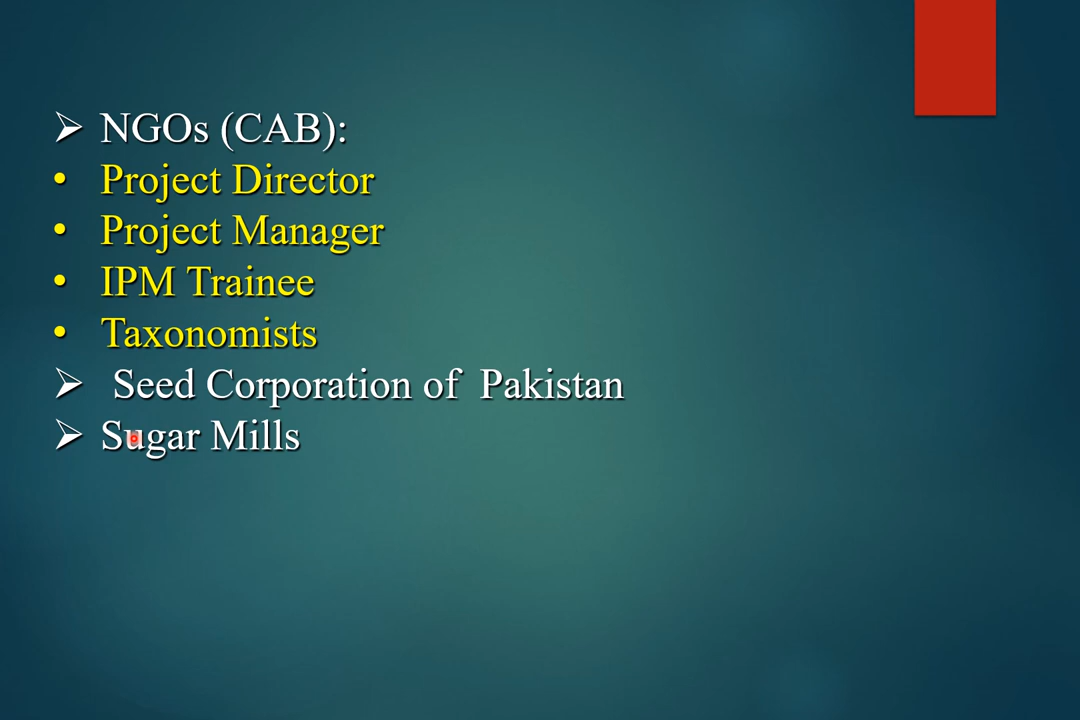 ➢ NGOs (CAB):
• Project Director
• Project Manager
• IPM Trainee
• Taxonomists
➢ Seed Corporation of Pakistan
➢ Sugar Mills